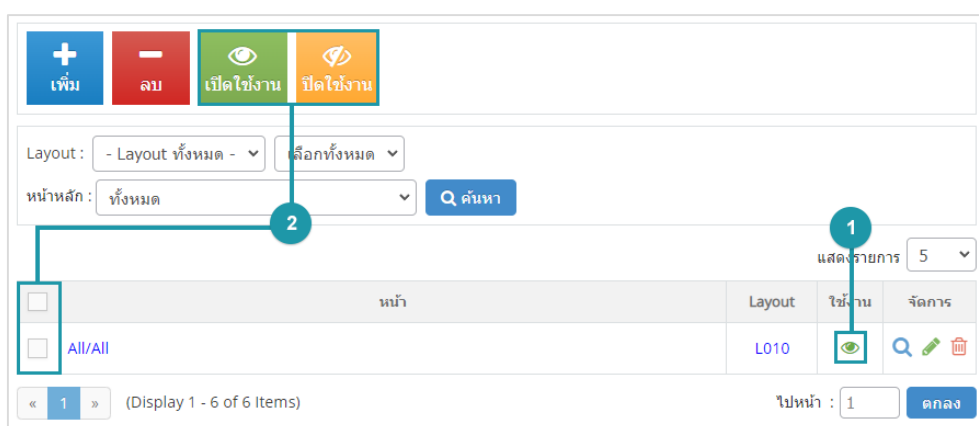 เพิ่ม ลบ เปิดใช้งาน ปิดใช้งาน
Layout : - Layout ทั้งหมด - เลือกทั้งหมด
หน้าหลัก : ทั้งหมด ค้นหา
2
1
แสดงรายการ 5
หน้า Layout ใช้งาน จัดการ
All/All L010
« 1 » (Display 1 - 6 of 6 Items) ไปหน้า : 1 ตกลง